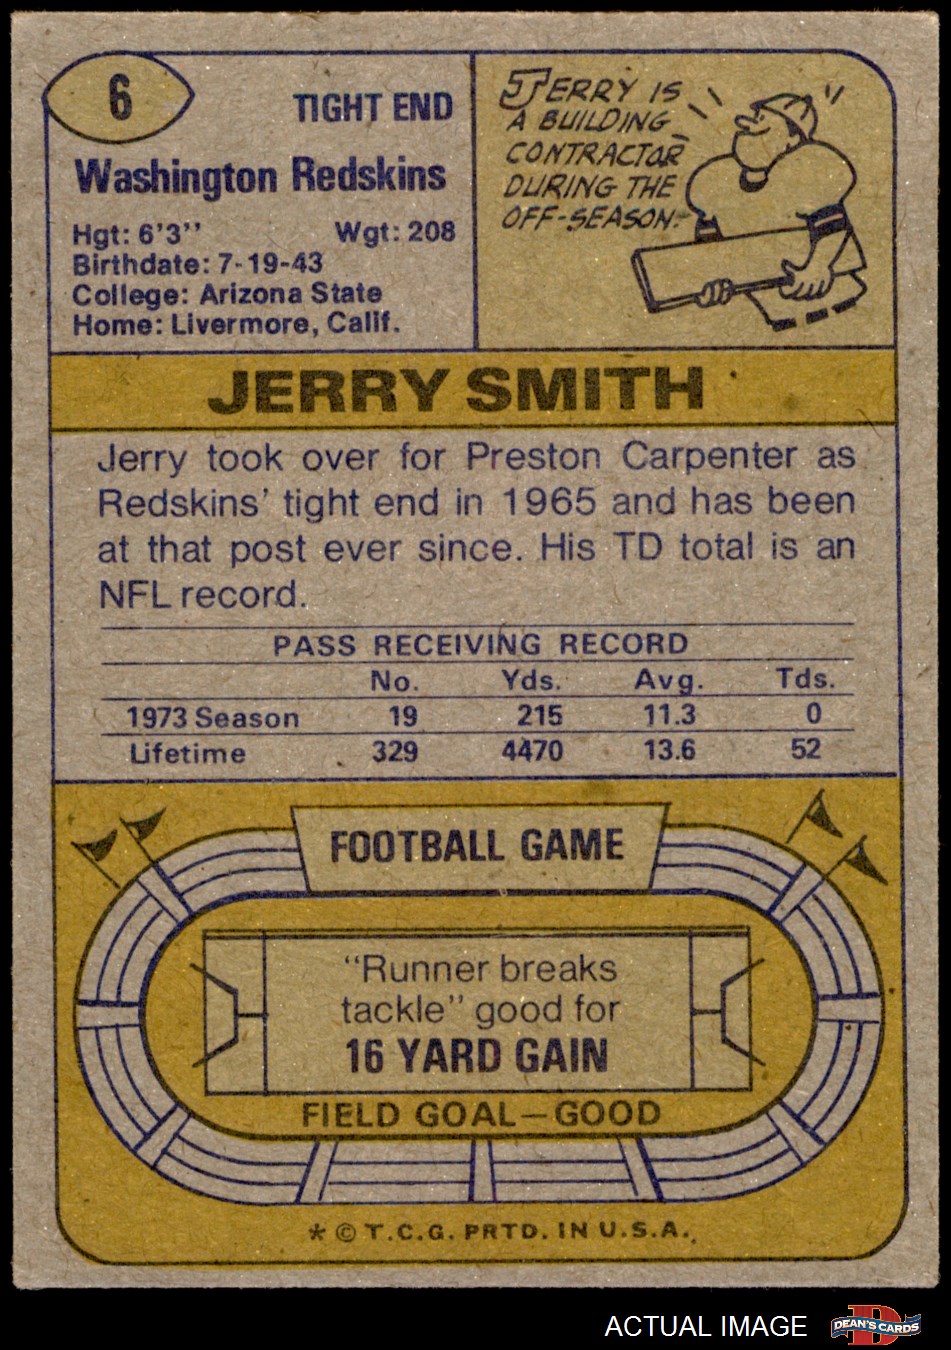 6
TIGHT END
Washington Redskins
Hgt: 6'3'' Wgt: 208
Birthdate: 7-19-43
College: Arizona State
Home: Livermore, Calif.
JERRY IS
A BUILDING
CONTRACTOR
DURING THE
OFF-SEASON.
JERRY SMITH
Jerry took over for Preston Carpenter as
Redskins' tight end in 1965 and has been
at that post ever since. His TD total is an
NFL record.
PASS RECEIVING RECORD
No. Yds. Avg. Tds.
1973 Season 19 215 11.3 0
Lifetime 329 4470 13.6 52
FOOTBALL GAME
"Runner breaks
tackle" good for
16 YARD GAIN
FIELD GOAL—GOOD
* © T.C.G. PRTD. IN U.S.A.
ACTUAL IMAGE
D
DEAN'S CARDS